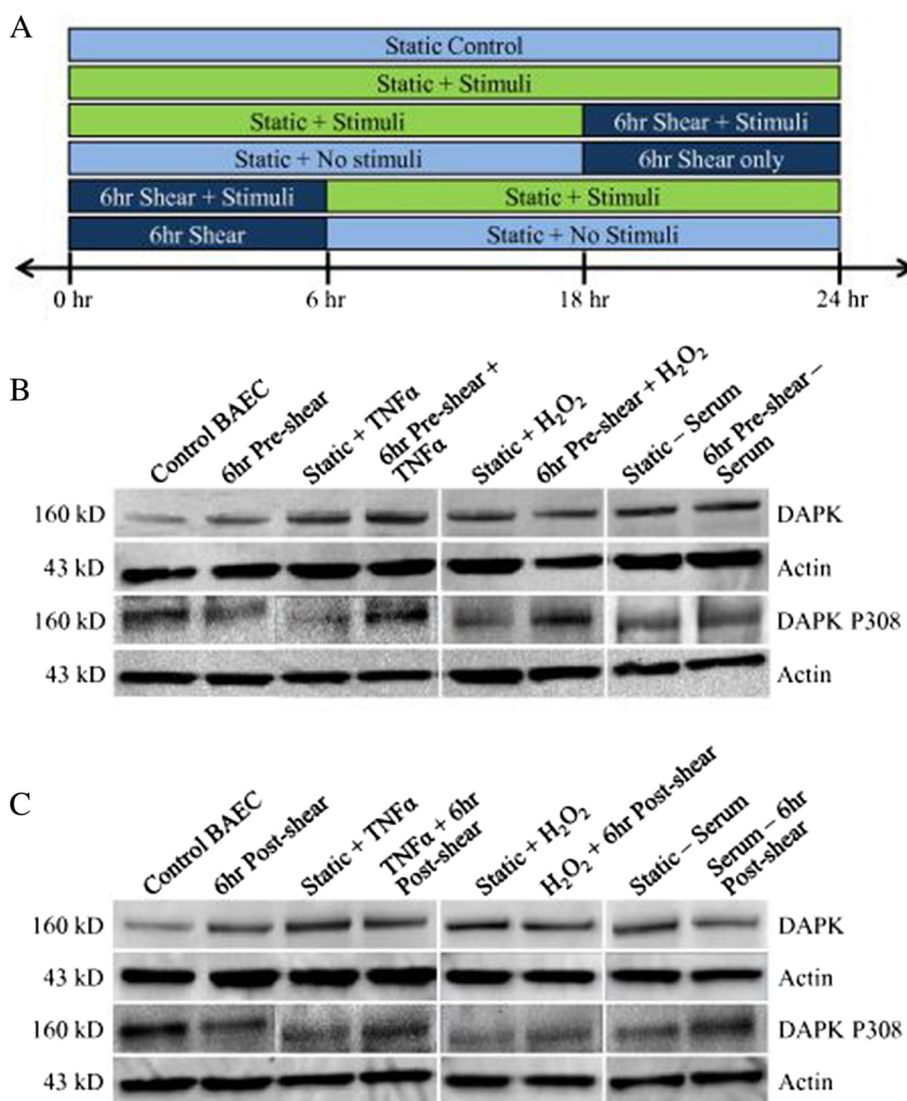 A
Static Control
Static + Stimuli
Static + Stimuli
6hr Shear + Stimuli
Static + No stimuli
6hr Shear only
6hr Shear + Stimuli
Static + Stimuli
6hr Shear
Static + No Stimuli
0 hr
6 hr
18 hr
24 hr
B
Control BAEC
6hr Pre-shear
Static + TNFα
6hr Pre-shear +
TNFα
Static + H₂O₂
6hr Pre-shear + H₂O₂
Static – Serum
6hr Pre-shear –
Serum
160 kD
DAPK
43 kD
Actin
160 kD
DAPK P308
43 kD
Actin
C
Control BAEC
6hr Post-shear
Static + TNFα
TNFα + 6hr
Post-shear
Static + H₂O₂
H₂O₂ + 6hr Post-shear
Static – Serum
Serum – 6hr
Post-shear
160 kD
DAPK
43 kD
Actin
160 kD
DAPK P308
43 kD
Actin